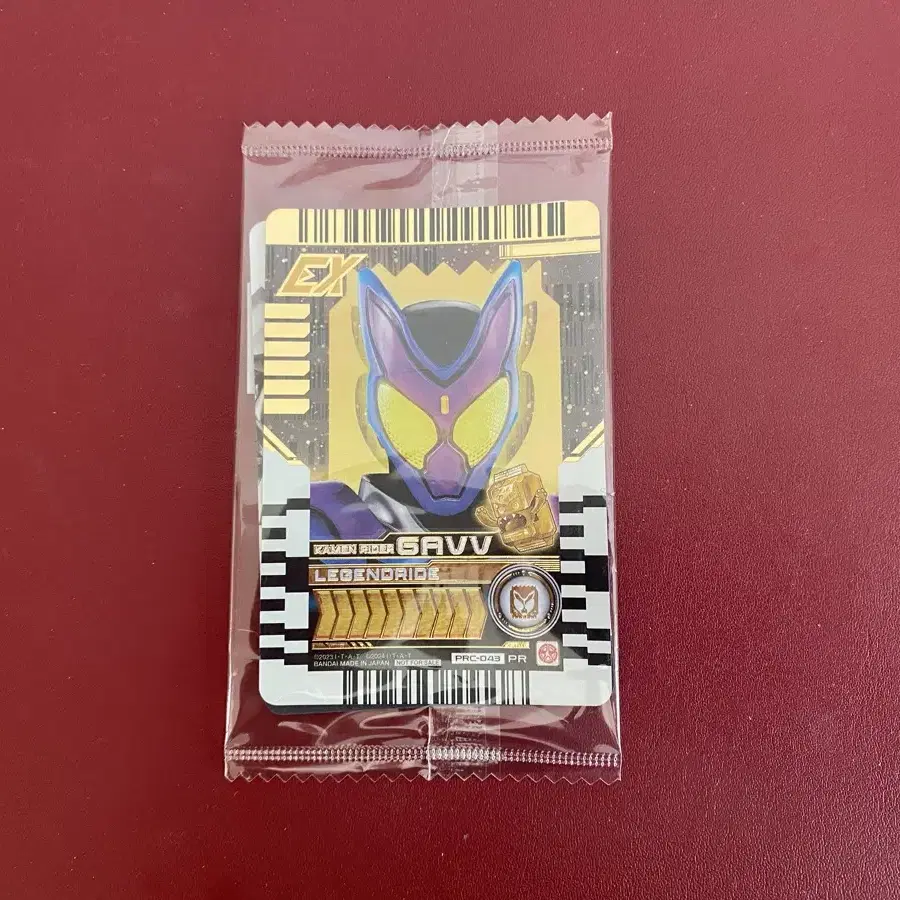 EX
KAMEN RIDER GAVV
LEGENDRIDE
BANDAI MADE IN JAPAN NOT FOR SALE PRC-043 PR